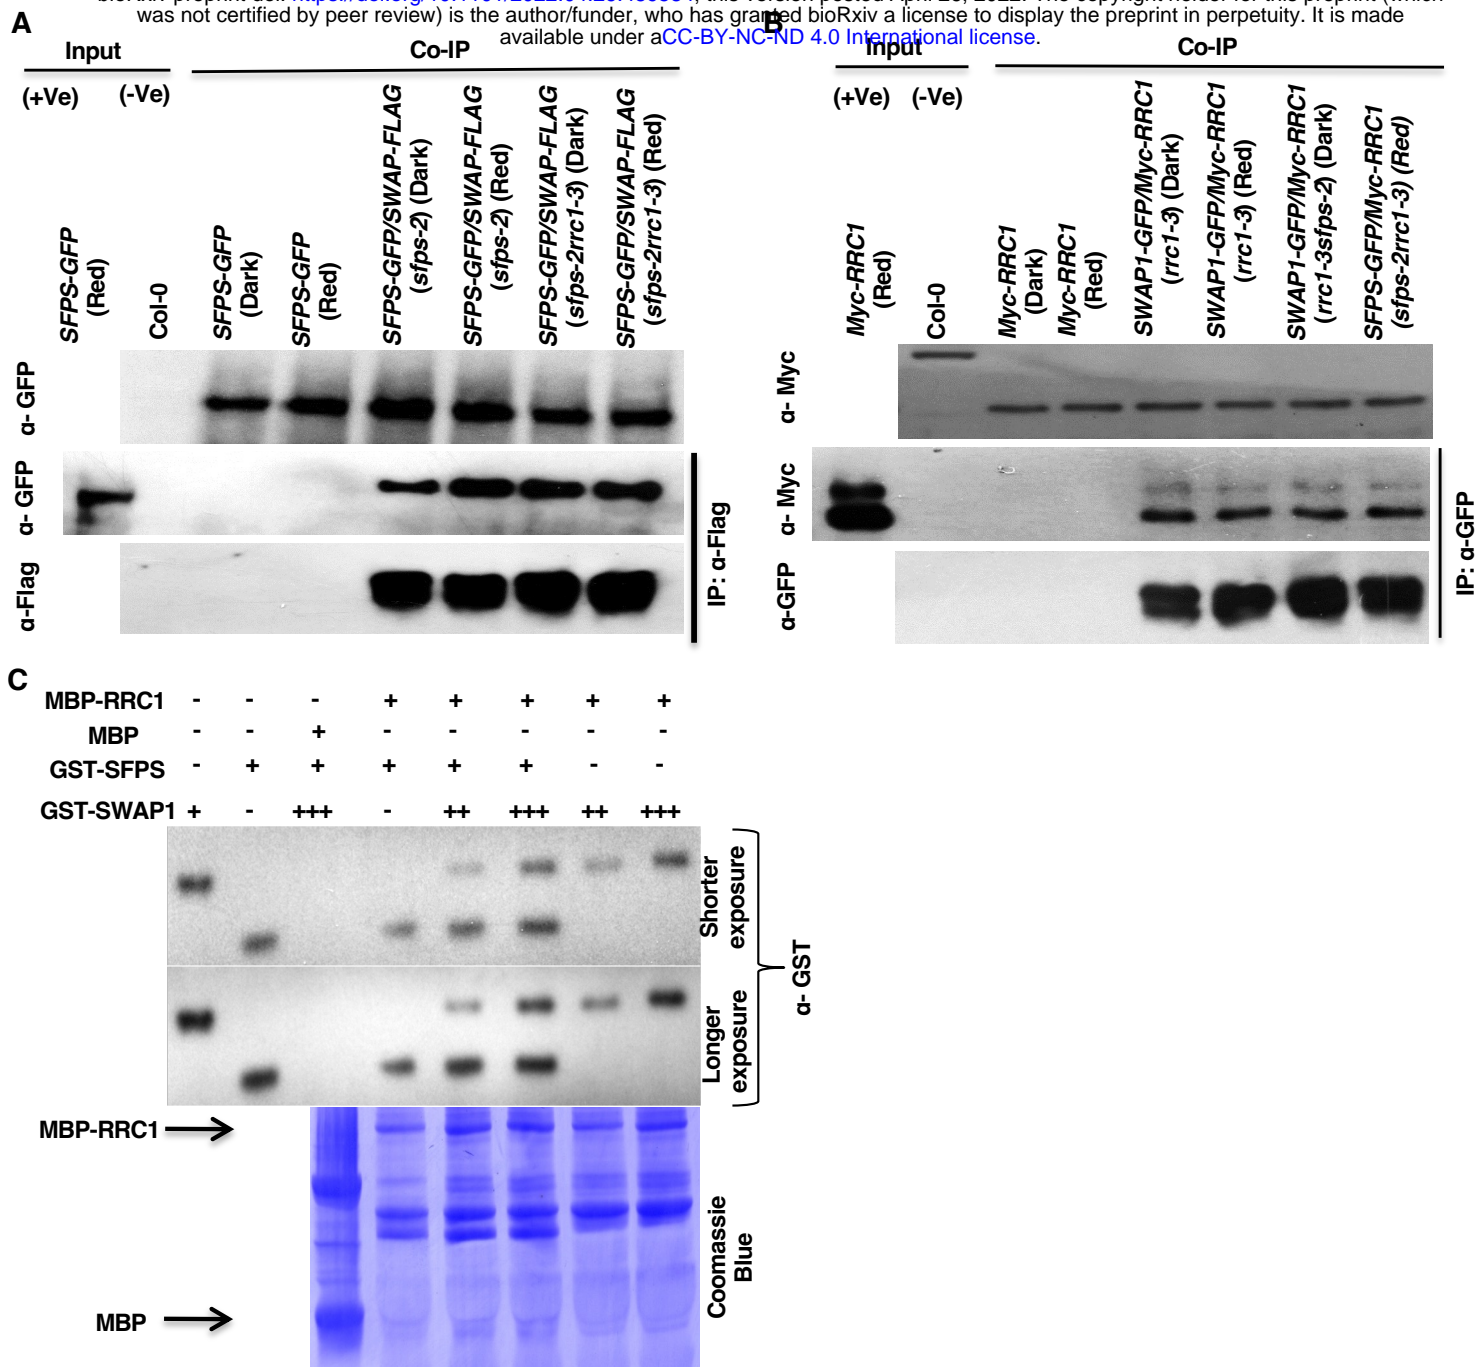 was not certified by peer review) is the author/funder, who has granted bioRxiv a license to display the preprint in perpetuity. It is made
available under aCC-BY-NC-ND 4.0 International license.
A
Input
Co-IP
(+Ve)
(-Ve)
SFPS-GFP
(Red)
Col-0
SFPS-GFP
(Dark)
SFPS-GFP
(Red)
SFPS-GFP/SWAP-FLAG
(sfps-2) (Dark)
SFPS-GFP/SWAP-FLAG
(sfps-2) (Red)
SFPS-GFP/SWAP-FLAG
(sfps-2rrc1-3) (Dark)
SFPS-GFP/SWAP-FLAG
(sfps-2rrc1-3) (Red)
α- GFP
α- GFP
α-Flag
IP: α-Flag
B
Input
Co-IP
(+Ve)
(-Ve)
Myc-RRC1
(Red)
Col-0
Myc-RRC1
(Dark)
Myc-RRC1
(Red)
SWAP1-GFP/Myc-RRC1
(rrc1-3) (Dark)
SWAP1-GFP/Myc-RRC1
(rrc1-3) (Red)
SWAP1-GFP/Myc-RRC1
(rrc1-3sfps-2) (Dark)
SFPS-GFP/Myc-RRC1
(sfps-2rrc1-3) (Red)
α- Myc
α- Myc
α-GFP
IP: α-GFP
C
MBP-RRC1 - - - + + + + +
MBP - - + - - - - -
GST-SFPS - + + + + + - -
GST-SWAP1 + - +++ - ++ +++ ++ +++
Shorter
exposure
Longer
exposure
α- GST
MBP-RRC1
MBP
Coomassie
Blue